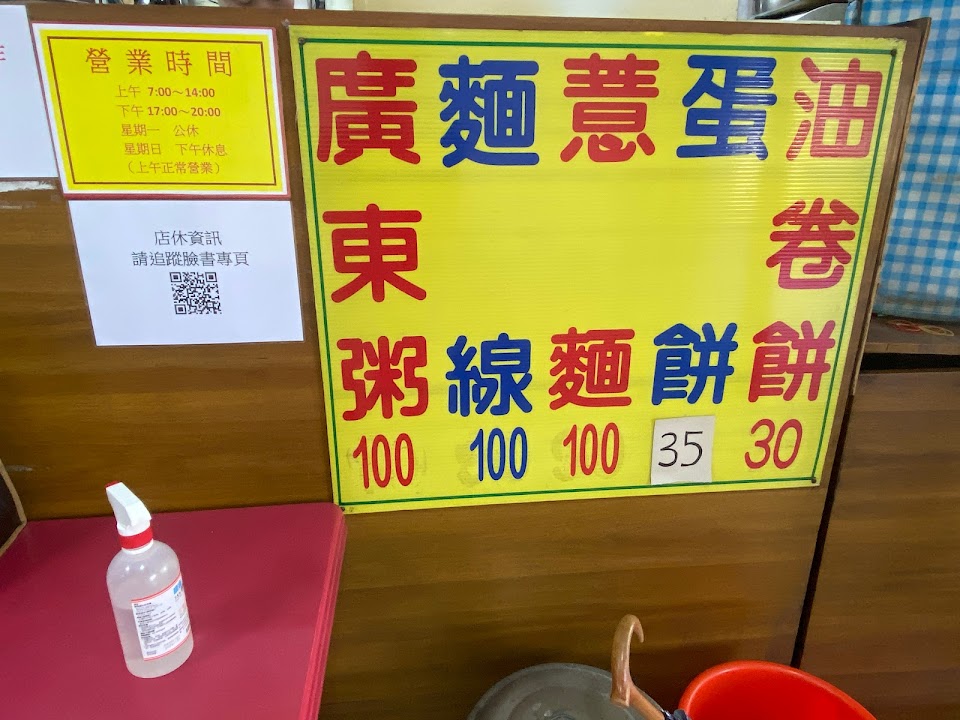 營業時間
上午 7:00～14:00
下午 17:00～20:00
星期一 公休
星期日 下午休息
（上午正常營業）
店休資訊
請追蹤臉書專頁
廣東粥 100
麵線 100
薏麵 100
蛋餅 35
油卷餅 30